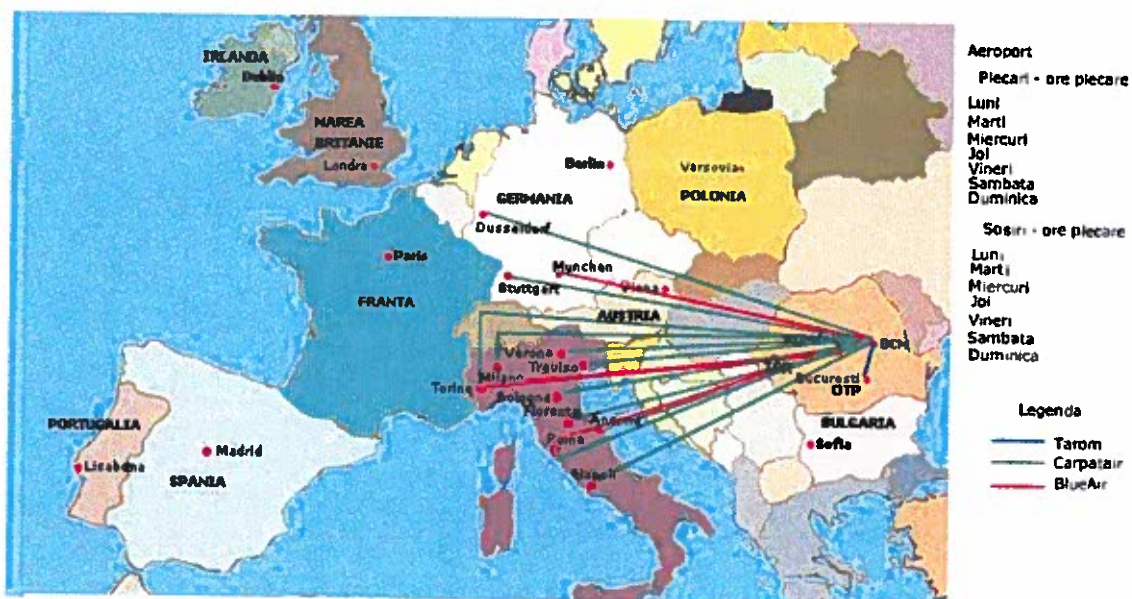 IRLANDA
Dublin
MAREA
BRITANIE
Londra
Berlin
Varsovia
POLONIA
GERMANIA
Dusseldorf
Paris
Munchen
Stuttgart
Viena
FRANTA
AUSTRIA
BCM
Verona
Treviso
Milano
Torino
Bucuresti
OTP
Bologna
Florenta
Ancona
BULGARIA
PORTUGALIA
Roma
Sofia
Madrid
Lisabona
SPANIA
Napoli
Aeroport
Plecari - ore plecare
Luni
Marti
Miercuri
Joi
Vineri
Sambata
Duminica
Sosiri - ore plecare
Luni
Marti
Miercuri
Joi
Vineri
Sambata
Duminica
Legenda
Tarom
Carpatair
BlueAir